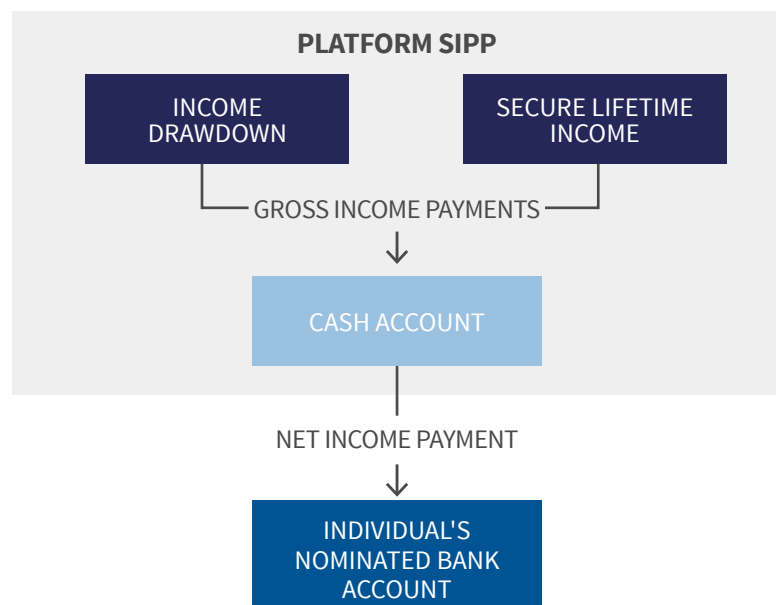 PLATFORM SIPP
INCOME
DRAWDOWN
SECURE LIFETIME
INCOME
GROSS INCOME PAYMENTS
CASH ACCOUNT
NET INCOME PAYMENT
INDIVIDUAL'S
NOMINATED BANK
ACCOUNT